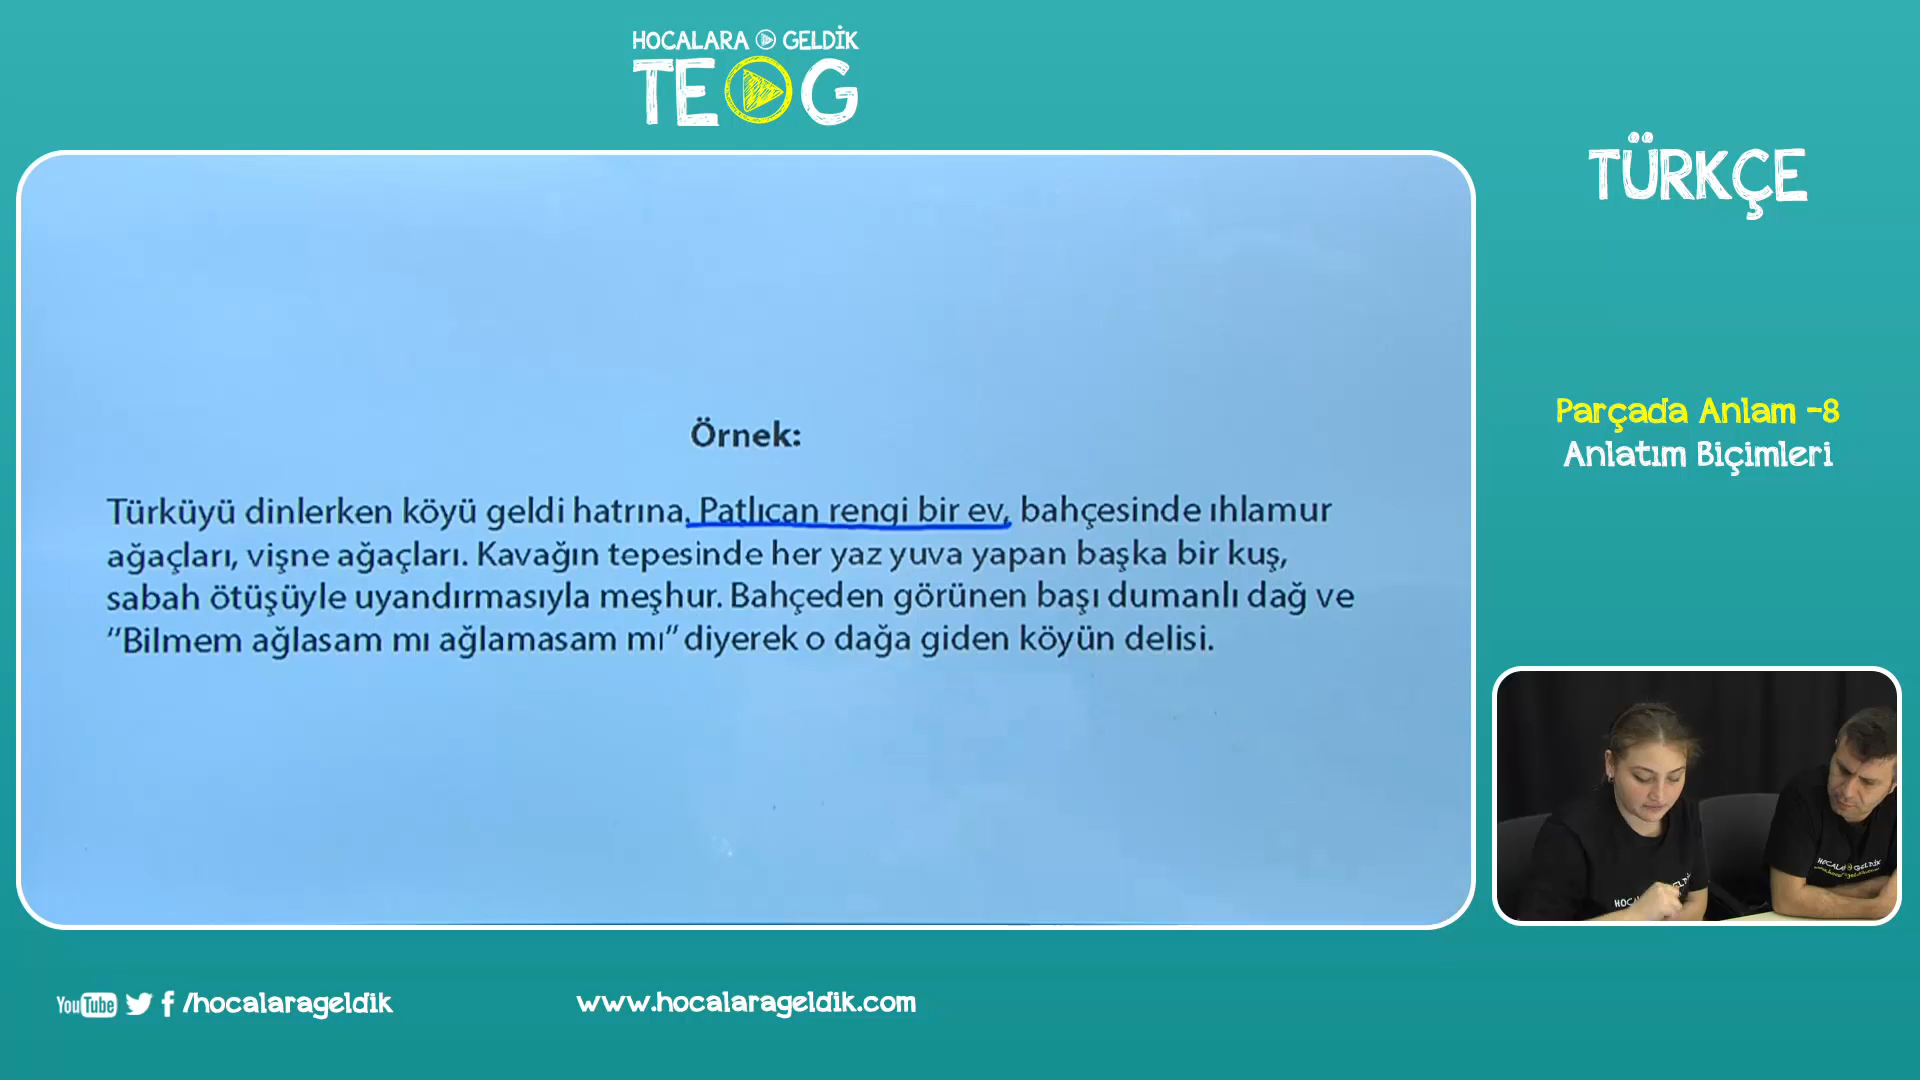 HOCALARA GELDİK
TEOG
TÜRKÇE
Parçada Anlam -8
Anlatım Biçimleri
Örnek:
Türküyü dinlerken köyü geldi hatrına. Patlıcan rengi bir ev, bahçesinde ıhlamur
ağaçları, vişne ağaçları. Kavağın tepesinde her yaz yuva yapan başka bir kuş,
sabah ötüşüyle uyandırmasıyla meşhur. Bahçeden görünen başı dumanlı dağ ve
"Bilmem ağlasam mı ağlamasam mı" diyerek o dağa giden köyün delisi.
YouTube f /hocalarageldik
www.hocalarageldik.com